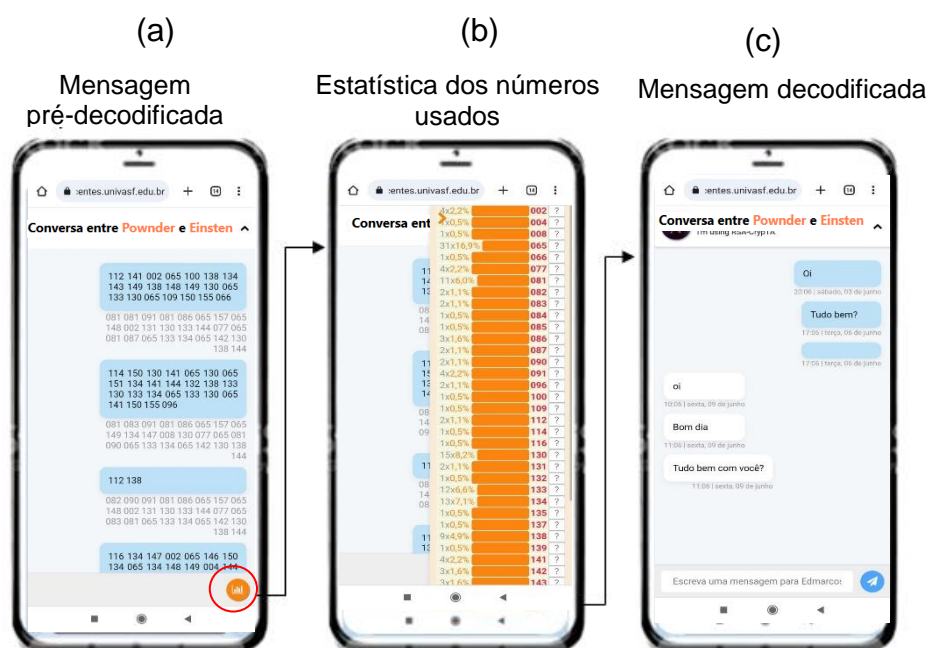 (a)
Mensagem
pré-decodificada
entes.univasf.edu.br
14
Conversa entre Pownder e Einsten
112 141 002 065 100 138 134
143 149 138 148 149 130 065
133 130 065 109 150 155 066
081 081 091 081 086 065 157 065
148 002 131 130 133 144 077 065
081 087 065 133 134 065 142 130
138 144
114 150 130 141 065 130 065
151 134 141 144 132 138 133
130 133 134 065 133 130 065
141 150 155 096
081 083 091 081 086 065 157 065
149 134 147 008 130 077 065 081
090 065 133 134 065 142 130 138
144
112 138
082 090 091 081 086 065 157 065
148 002 131 130 133 144 077 065
083 081 065 133 134 065 142 130
138 144
116 134 147 002 065 146 150
134 065 134 148 149 004 144
(b)
Estatística dos números
usados
entes.univasf.edu.br
14
Conversa ent
4x2,2% 002 ?
1x0,5% 004 ?
1x0,5% 008 ?
31x16,9% 065 ?
1x0,5% 066 ?
4x2,2% 077 ?
11x6,0% 081 ?
2x1,1% 082 ?
2x1,1% 083 ?
1x0,5% 084 ?
1x0,5% 085 ?
3x1,6% 086 ?
2x1,1% 087 ?
2x1,1% 090 ?
4x2,2% 091 ?
2x1,1% 096 ?
1x0,5% 100 ?
1x0,5% 109 ?
2x1,1% 112 ?
1x0,5% 114 ?
1x0,5% 116 ?
15x8,2% 130 ?
2x1,1% 131 ?
1x0,5% 132 ?
12x6,6% 133 ?
13x7,1% 134 ?
1x0,5% 135 ?
1x0,5% 137 ?
9x4,9% 138 ?
1x0,5% 139 ?
4x2,2% 141 ?
3x1,6% 142 ?
3x1,6% 143 ?
(c)
Mensagem decodificada
entes.univasf.edu.br
14
Conversa entre Pownder e Einsten
I'm using RSA-CrypTA
Oi
23:06 | sábado, 03 de junho
Tudo bem?
17:05 | terça, 06 de junho
17:05 | terça, 06 de junho
oi
10:06 | sexta, 09 de junho
Bom dia
11:06 | sexta, 09 de junho
Tudo bem com você?
11:06 | sexta, 09 de junho
Escreva uma mensagem para Edmarco: